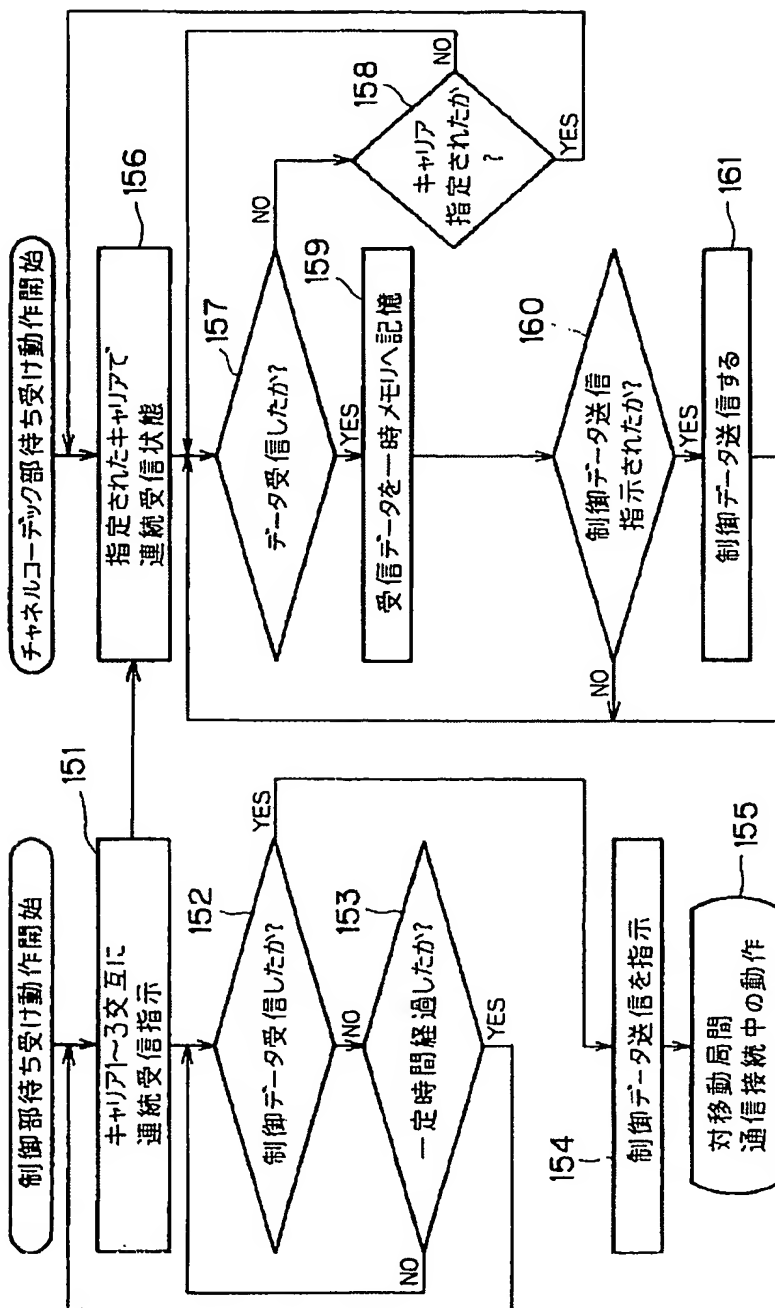 制御部待ち受け動作開始
151
キャリア1~3交互に
連続受信指示
152
制御データ受信したか?
YES
NO
153
一定時間経過したか?
NO
YES
154
制御データ送信を指示
155
対移動局間
通信接続中の動作
チャネルコーデック部待ち受け動作開始
156
指定されたキャリアで
連続受信状態
157
データ受信したか?
NO
YES
158
キャリア
指定されたか
?
NO
YES
159
受信データを一時メモリへ記憶
160
制御データ送信
指示されたか?
NO
YES
161
制御データ送信する